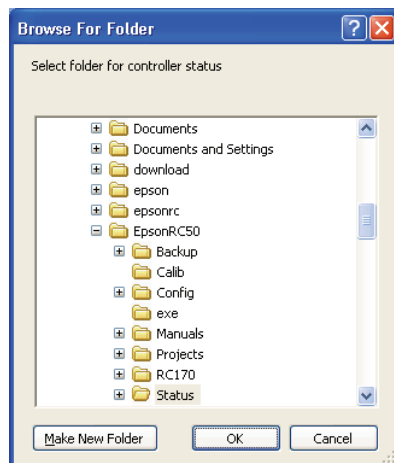 Browse For Folder
Select folder for controller status
Documents
Documents and Settings
download
epson
epsonrc
EpsonRC50
Backup
Calib
Config
exe
Manuals
Projects
RC170
Status
Make New Folder
OK
Cancel